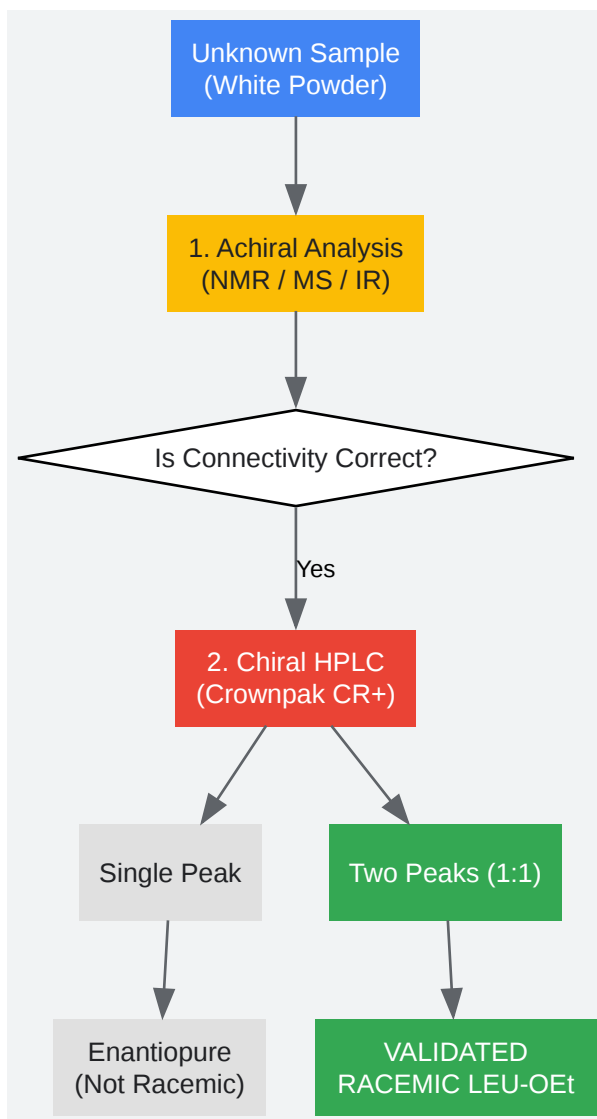 Unknown Sample
(White Powder)
1. Achiral Analysis
(NMR / MS / IR)
Is Connectivity Correct?
Yes
2. Chiral HPLC
(Crownpak CR+)
Single Peak
Two Peaks (1:1)
Enantiopure
(Not Racemic)
VALIDATED
RACEMIC LEU-OEt